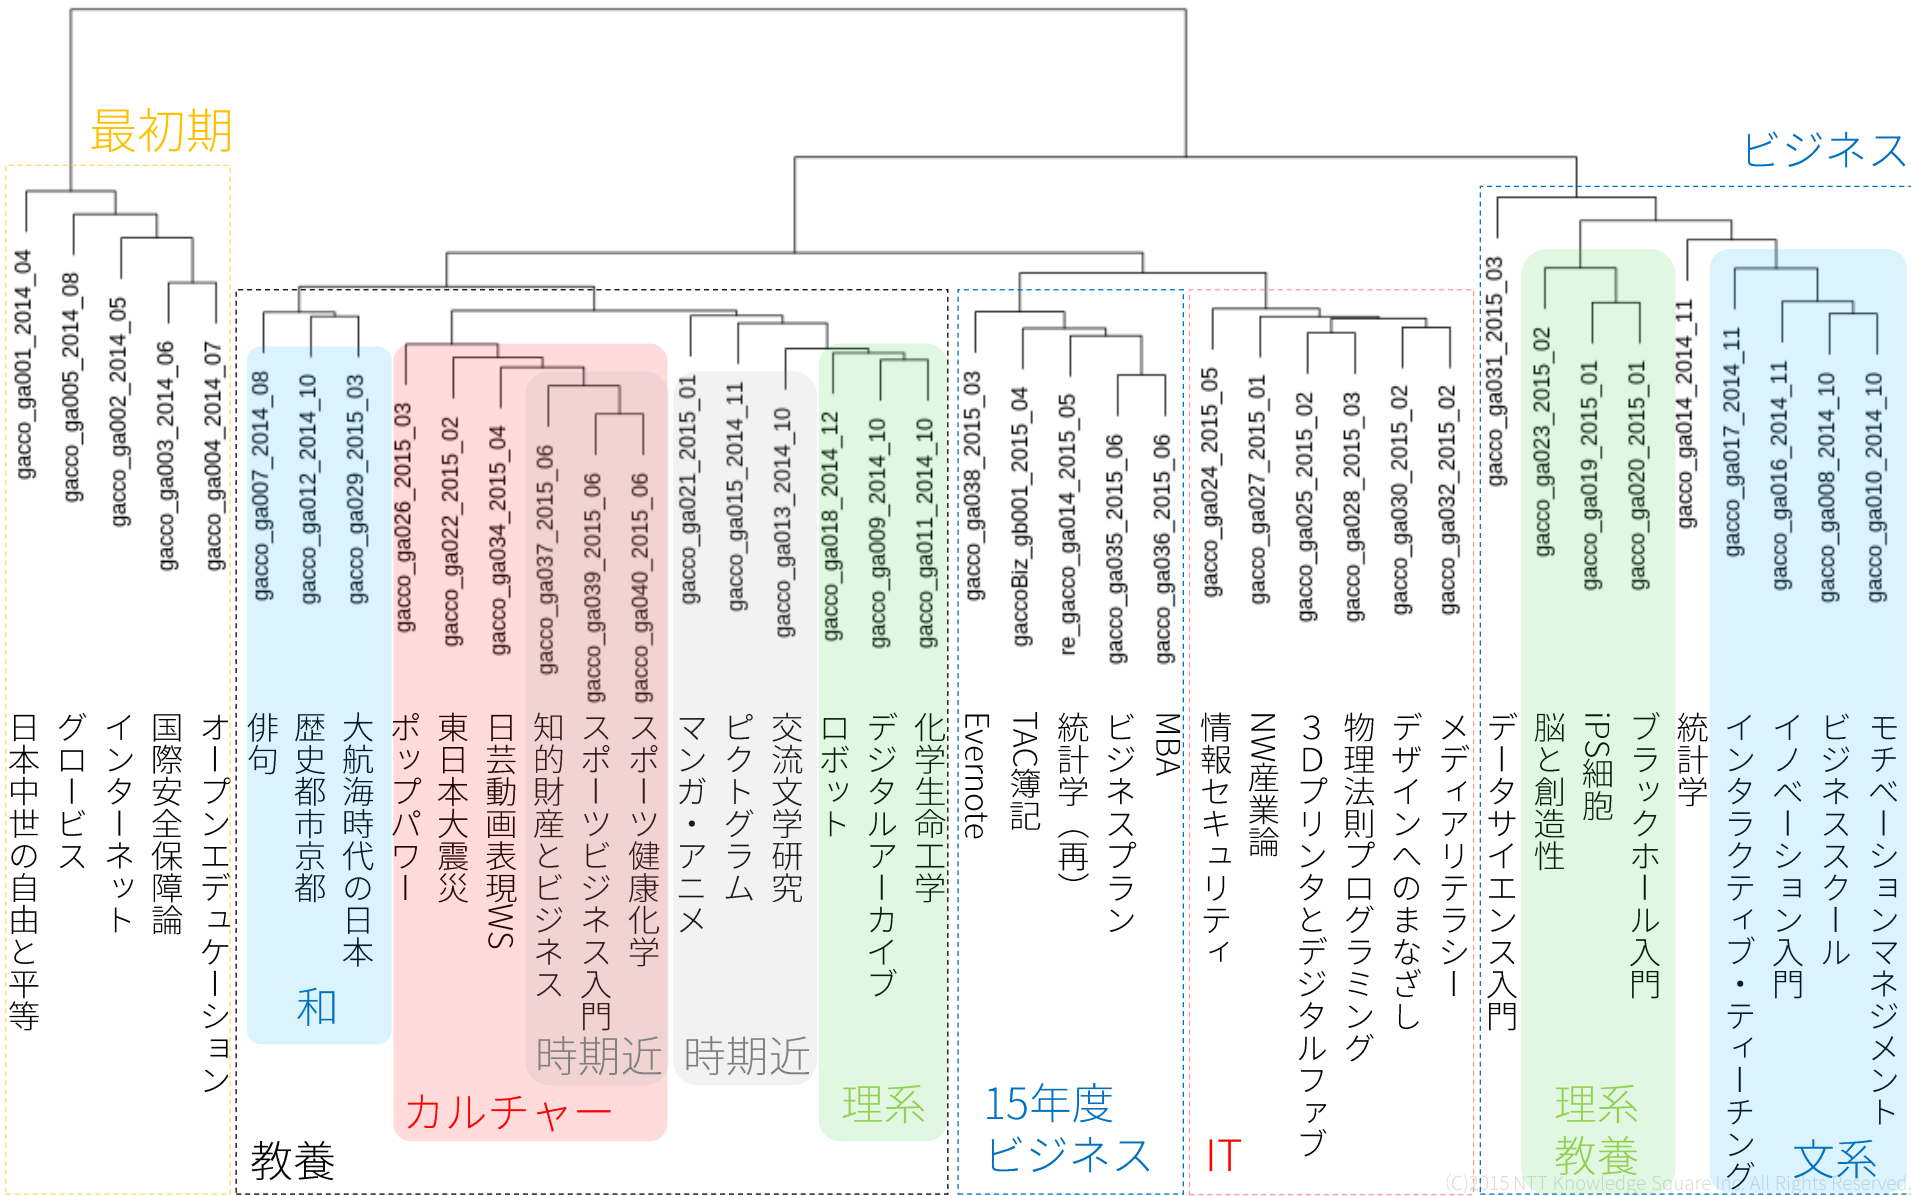 最初期
ビジネス
gacco_ga001_2014_04
gacco_ga005_2014_08
gacco_ga002_2014_05
gacco_ga003_2014_06
gacco_ga004_2014_07
gacco_ga007_2014_08
gacco_ga012_2014_10
gacco_ga029_2015_03
gacco_ga026_2015_03
gacco_ga022_2015_02
gacco_ga034_2015_04
gacco_ga037_2015_06
gacco_ga039_2015_06
gacco_ga040_2015_06
gacco_ga021_2015_01
gacco_ga015_2014_11
gacco_ga013_2014_10
gacco_ga018_2014_12
gacco_ga009_2014_10
gacco_ga011_2014_10
gacco_ga038_2015_03
gaccoBiz_gb001_2015_04
re_gacco_ga014_2015_05
gacco_ga035_2015_06
gacco_ga036_2015_06
gacco_ga024_2015_05
gacco_ga027_2015_01
gacco_ga025_2015_02
gacco_ga028_2015_03
gacco_ga030_2015_02
gacco_ga032_2015_02
gacco_ga031_2015_03
gacco_ga023_2015_02
gacco_ga019_2015_01
gacco_ga020_2015_01
gacco_ga014_2014_11
gacco_ga017_2014_11
gacco_ga016_2014_11
gacco_ga008_2014_10
gacco_ga010_2014_10
日本中世の自由と平等
グロービス
インターネット
国際安全保障論
オープンエデュケーション
俳句
歴史都市京都
大航海時代の日本
ポップパワー
東日本大震災
日芸動画表現WS
知的財産とビジネス
スポーツビジネス入門
スポーツ健康化学
マンガ・アニメ
ピクトグラム
交流文学研究
ロボット
デジタルアーカイブ
化学生命工学
Evernote
TAC簿記
統計学（再）
ビジネスプラン
MBA
情報セキュリティ
NW産業論
３Dプリンタとデジタルファブ
物理法則プログラミング
デザインへのまなざし
メディアリテラシー
データサイエンス入門
脳と創造性
iPS細胞
ブラックホール入門
統計学
インタラクティブ・ティーチング
イノベーション入門
ビジネススクール
モチベーションマネジメント
和
時期近
時期近
カルチャー
理系
教養
15年度
ビジネス
IT
理系
教養
文系
(C)2015 NTT Knowledge Square Inc. All Rights Reserved.